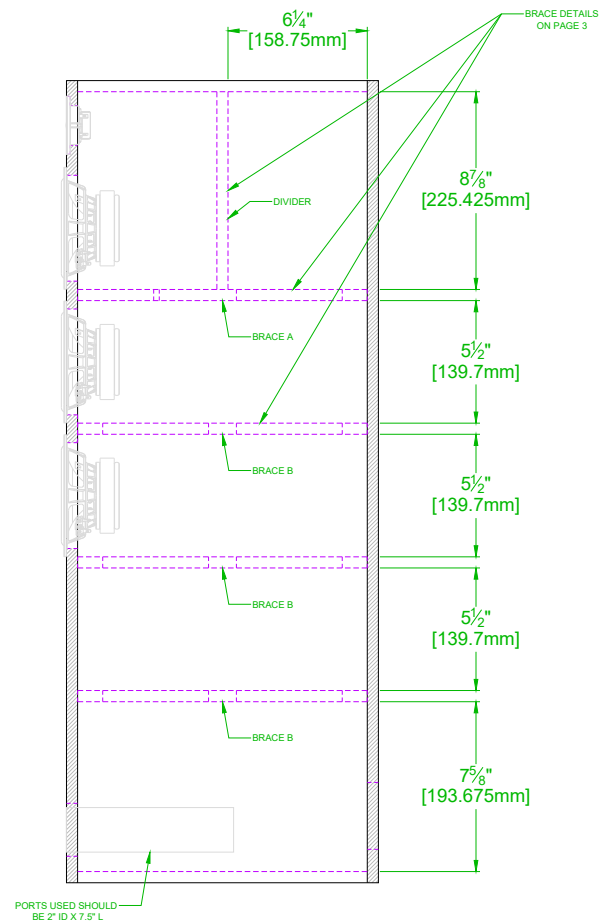 6¼"
[158.75mm]
BRACE DETAILS
ON PAGE 3
8⅞"
[225.425mm]
DIVIDER
BRACE A
5½"
[139.7mm]
BRACE B
5½"
[139.7mm]
BRACE B
5½"
[139.7mm]
BRACE B
7⅝"
[193.675mm]
PORTS USED SHOULD
BE 2" ID X 7.5" L